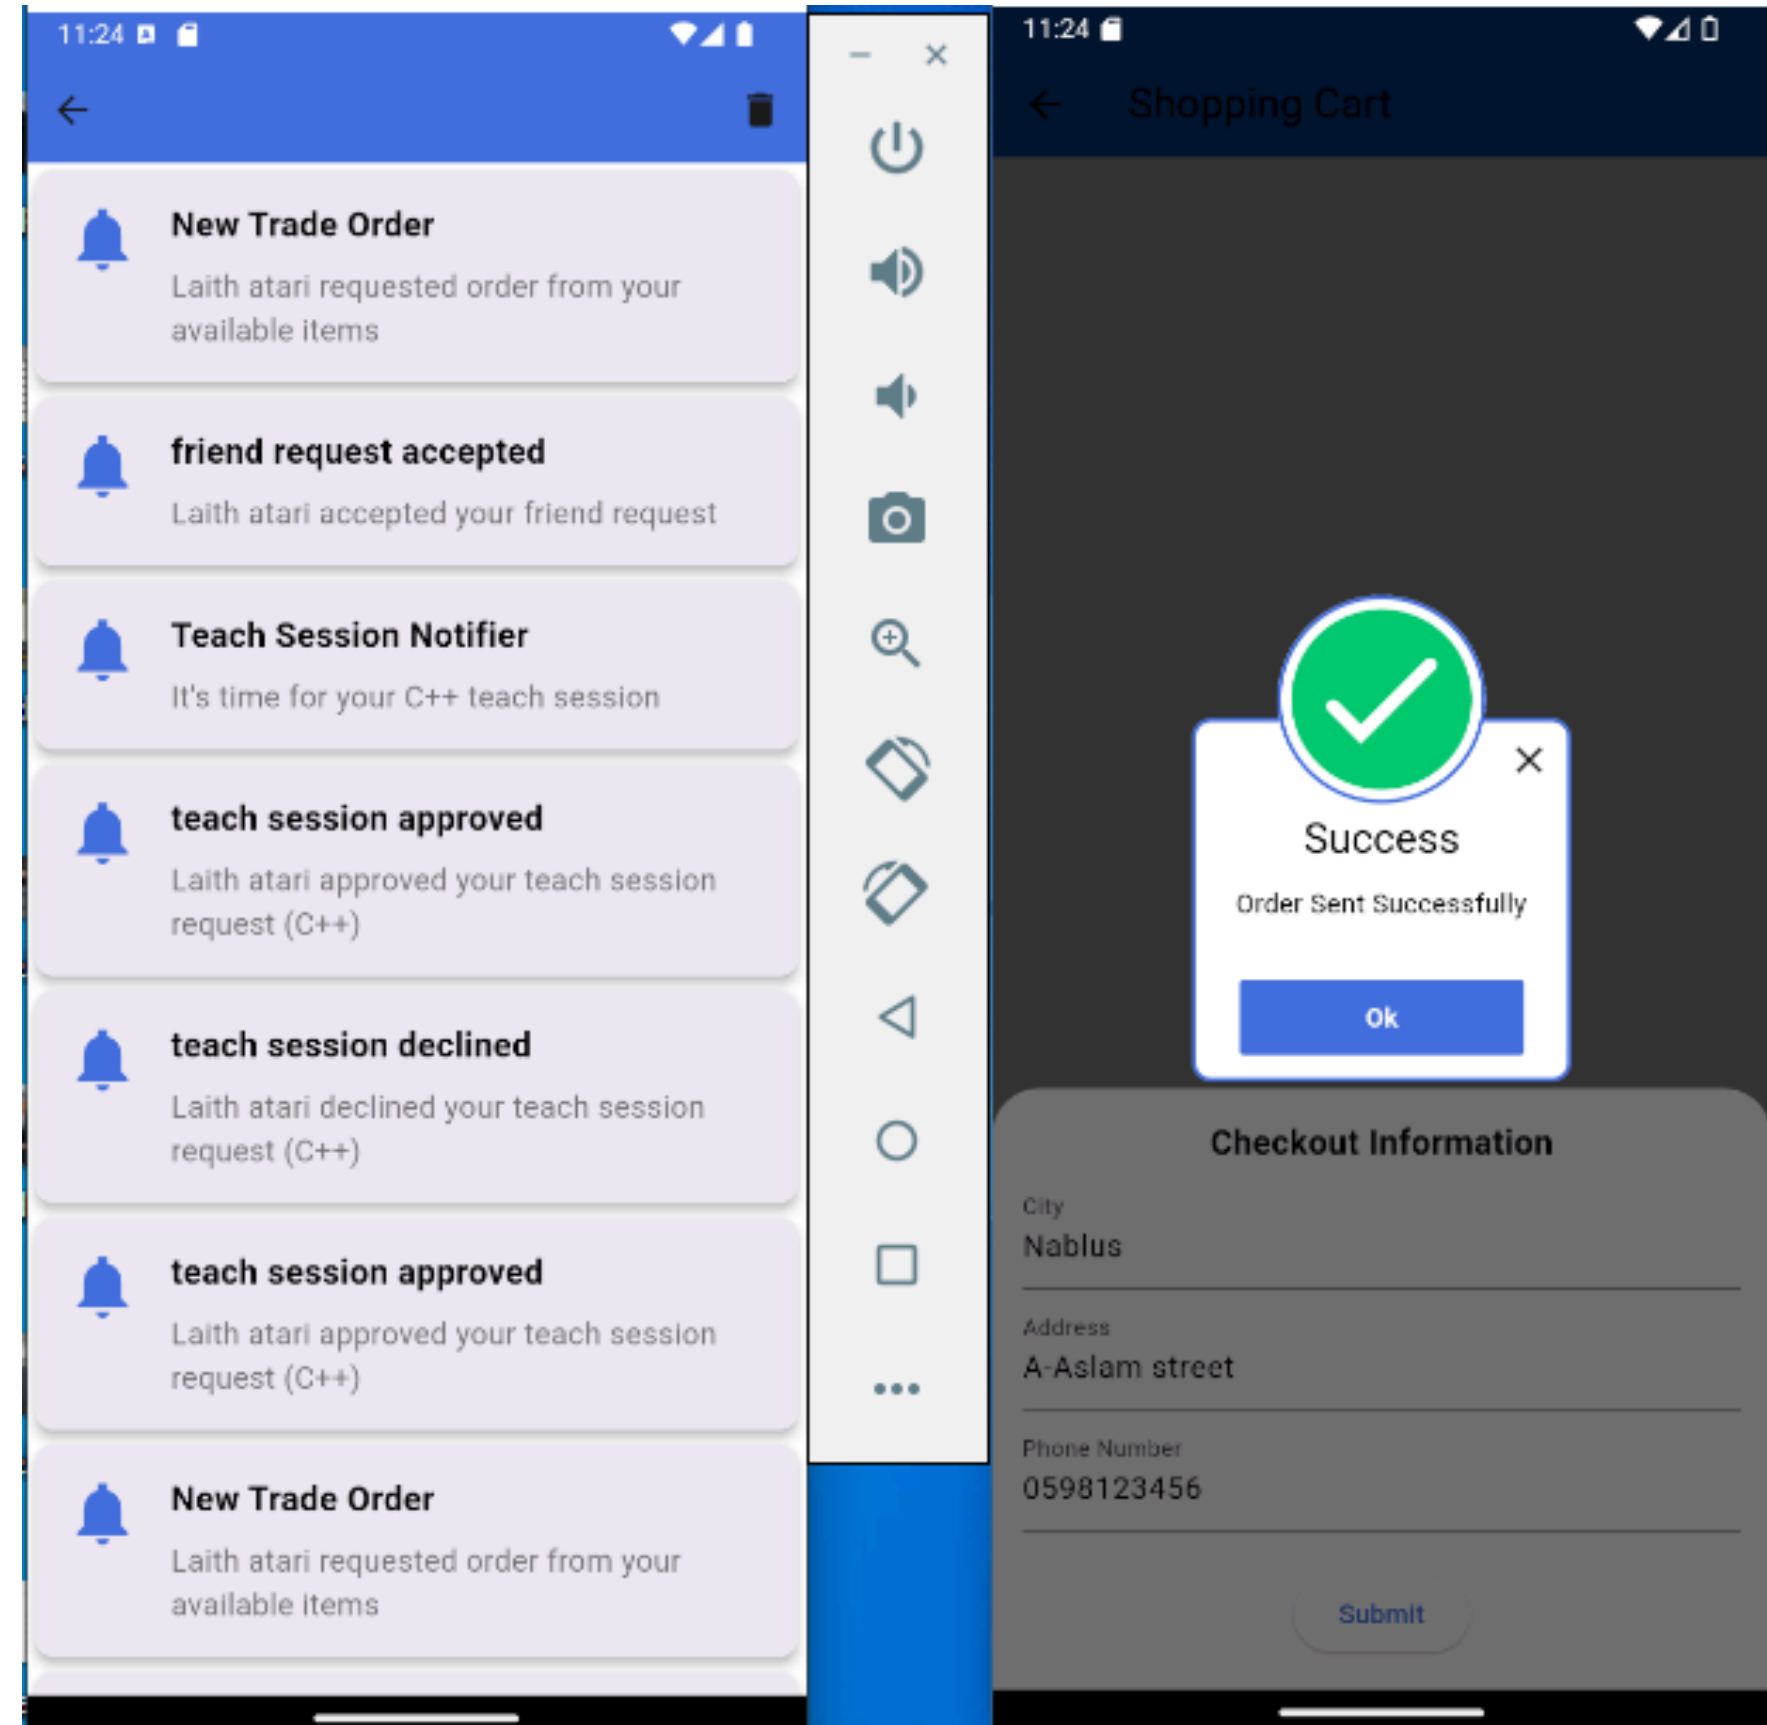 11:24
New Trade Order
Laith atari requested order from your
available items
friend request accepted
Laith atari accepted your friend request
Teach Session Notifier
It's time for your C++ teach session
teach session approved
Laith atari approved your teach session
request (C++)
teach session declined
Laith atari declined your teach session
request (C++)
teach session approved
Laith atari approved your teach session
request (C++)
New Trade Order
Laith atari requested order from your
available items
11:24
Shopping Cart
Success
Order Sent Successfully
Ok
Checkout Information
City
Nablus
Address
A-Aslam street
Phone Number
0598123456
Submit